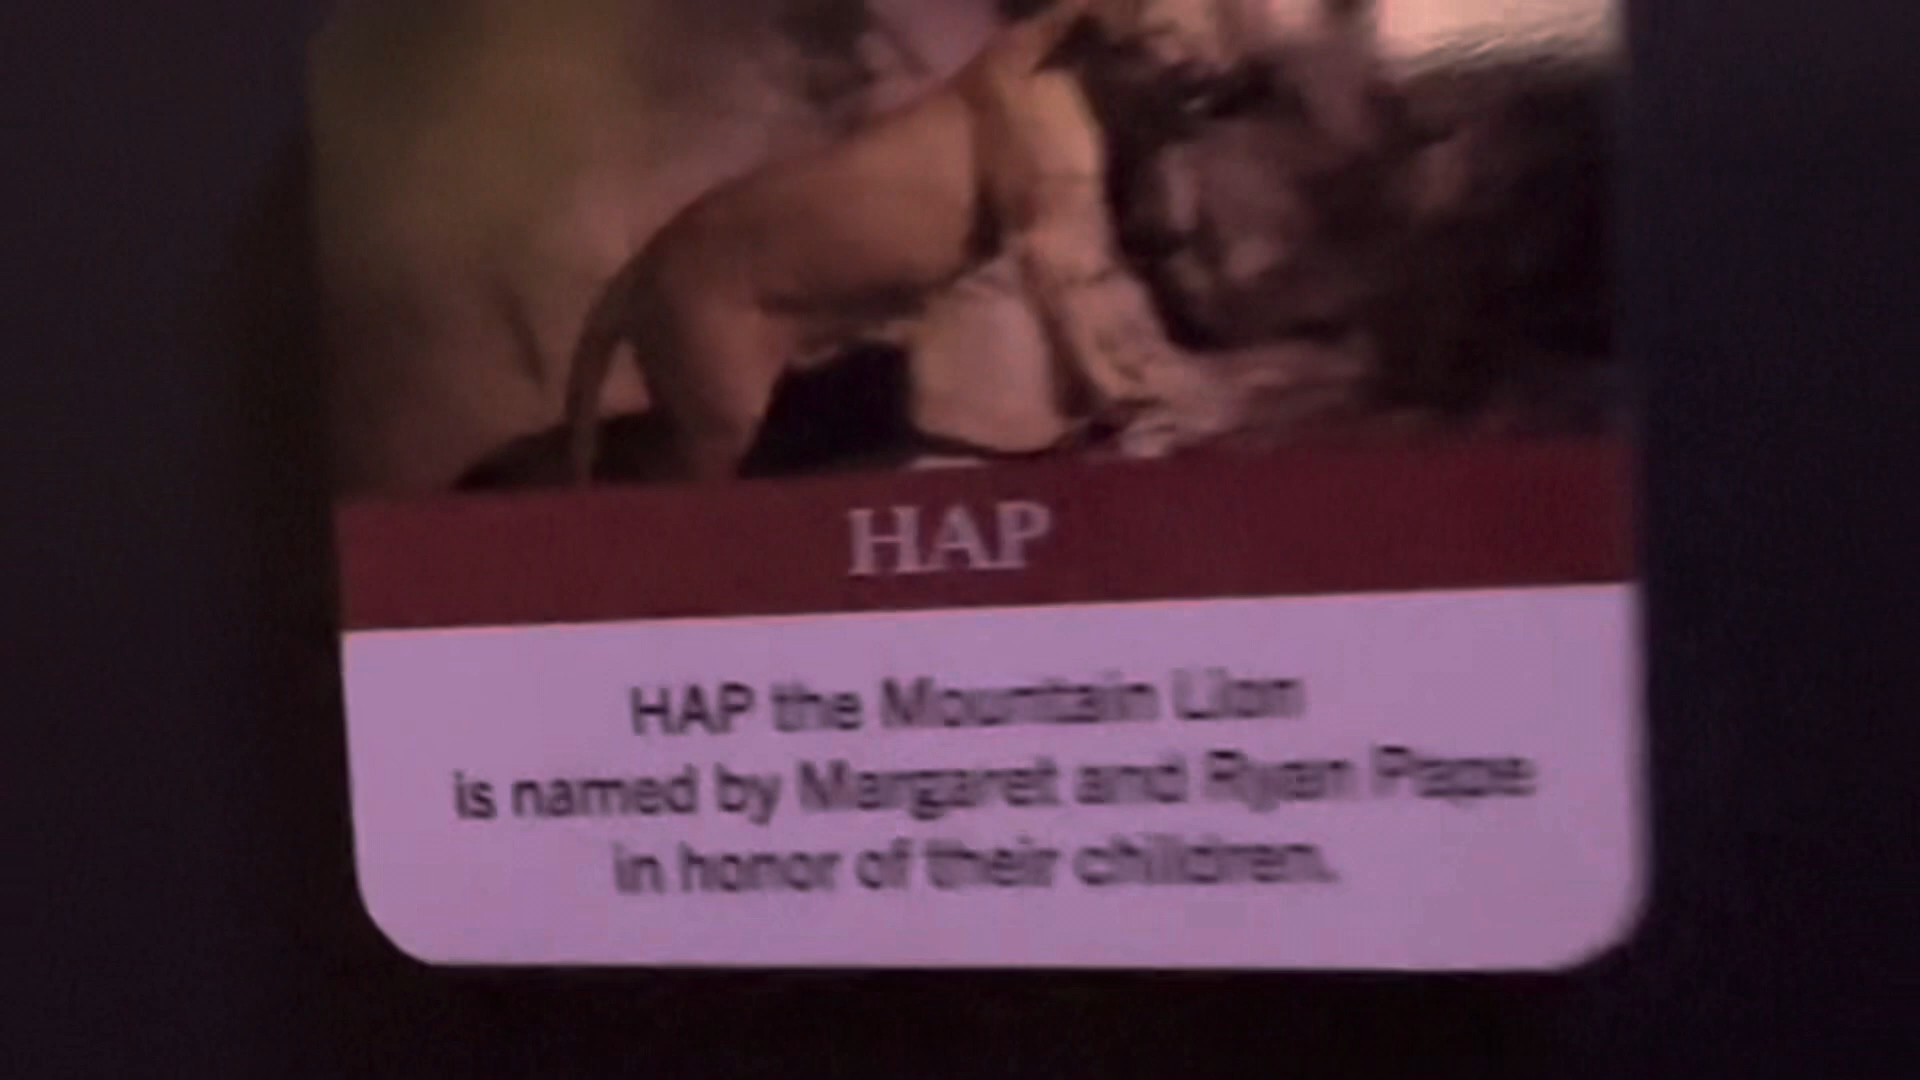 HAP
HAP the Mountain Lion
is named by Margaret and Ryan Pape
in honor of their children.